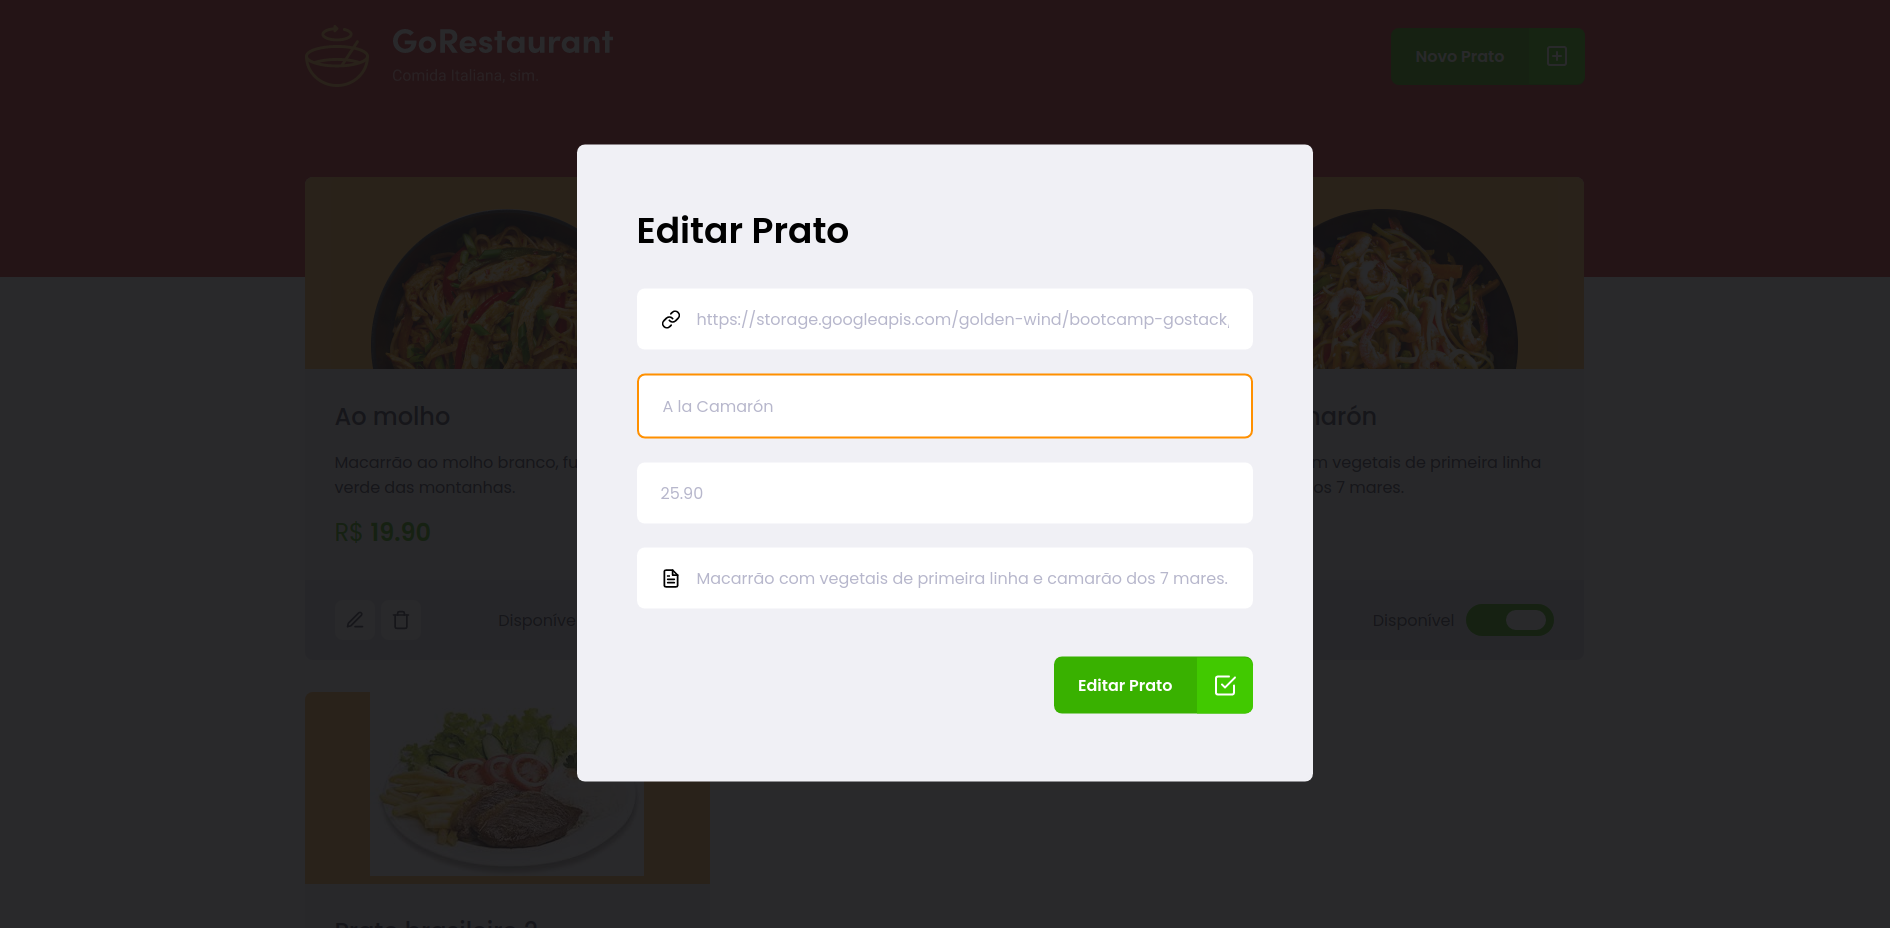 GoRestaurant
Comida Italiana, sim
Novo Prato
Editar Prato
https://storage.googleapis.com/golden-wind/bootcamp-gostack,
A la Camarón
25.90
Macarrão com vegetais de primeira linha e camarão dos 7 mares.
Editar Prato
Ao molho
Macarrão ao molho branco, fu
verde das montanhas.
R$ 19.90
Disponíve
marón
m vegetais de primeira linha
os 7 mares.
Disponível